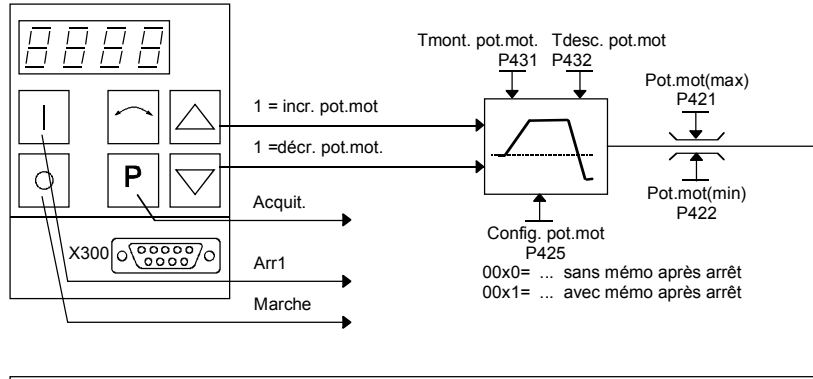 8888
Tmont. pot.mot. Tdesc. pot.mot
P431 P432
Pot.mot(max)
P421
1 = incr. pot.mot
1 =décr. pot.mot.
P
Acquit.
Pot.mot(min)
P422
Config. pot.mot
P425
X300
00x0= ... sans mémo après arrêt
Arr1
00x1= ... avec mémo après arrêt
Marche